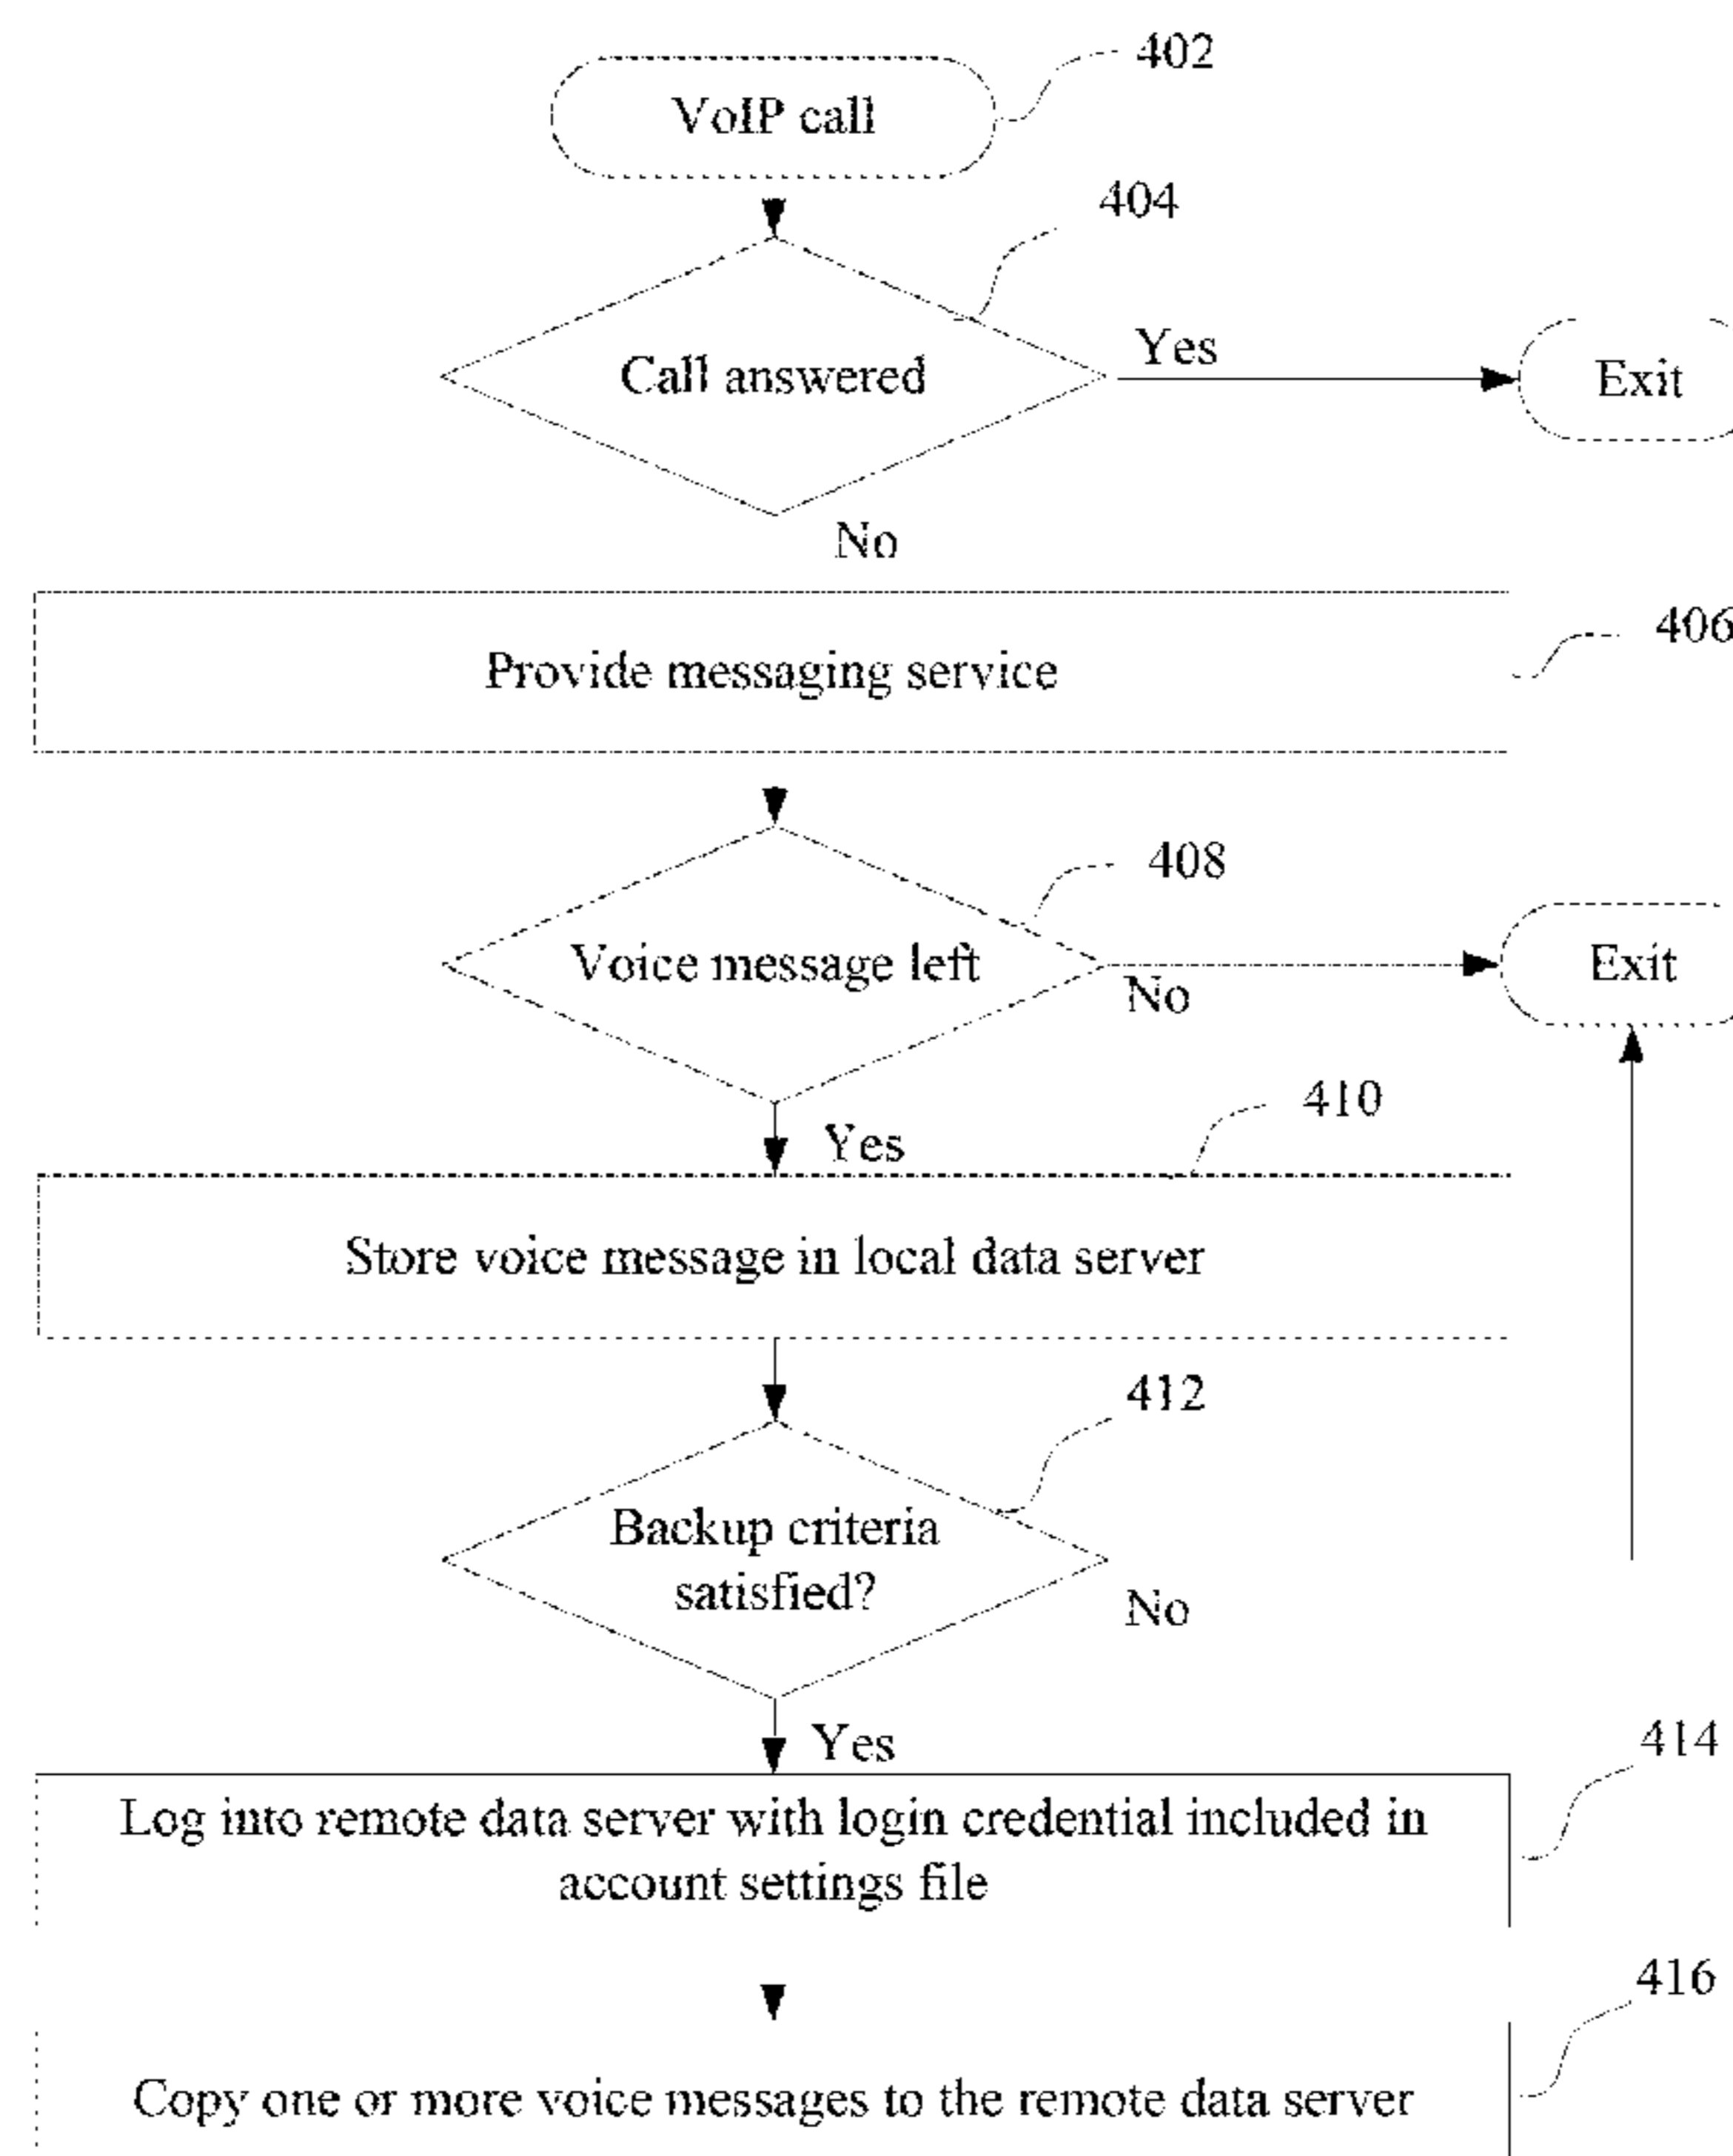 402
VoIP call
404
Call answered
Yes
Exit
No
406
Provide messaging service
408
Voice message left
No
Exit
410
Yes
Store voice message in local data server
412
Backup criteria
satisfied?
No
Yes
414
Log into remote data server with login credential included in
account settings file
416
Copy one or more voice messages to the remote data server